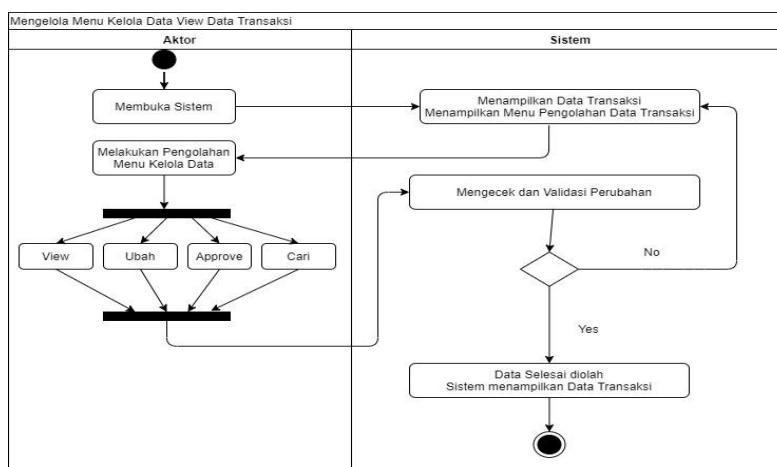 Mengelola Menu Kelola Data View Data Transaksi
Aktor
Sistem
Membuka Sistem
Menampilkan Data Transaksi
Menampilkan Menu Pengolahan Data Transaksi
Melakukan Pengolahan
Menu Kelola Data
Mengecek dan Validasi Perubahan
View
Ubah
Approve
Cari
No
Yes
Data Selesai diolah
Sistem menampilkan Data Transaksi